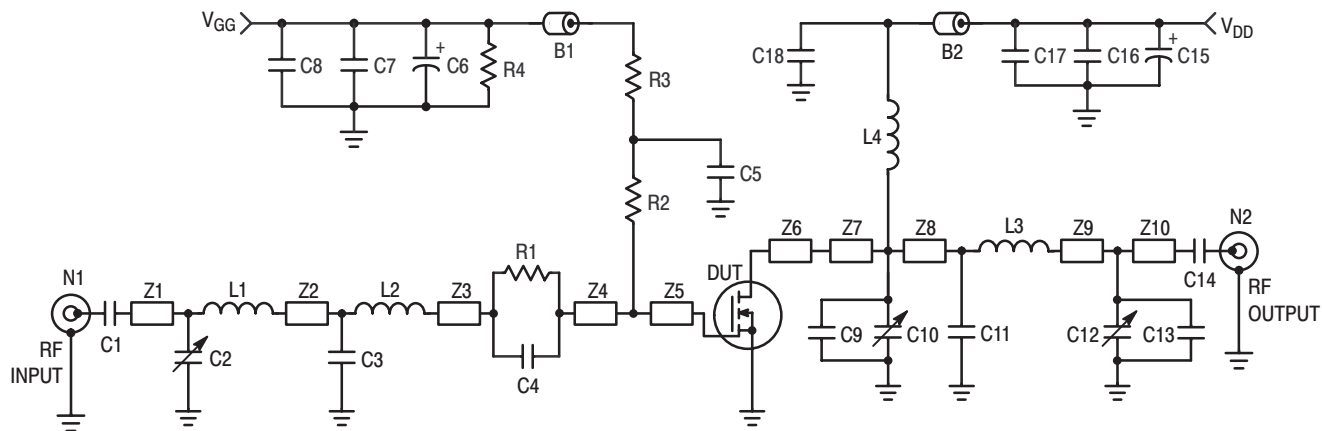 VGG
B1
C8
C7
+
C6
R4
R3
C5
R2
C18
B2
C17
C16
+
C15
VDD
L4
N1
RF
INPUT
C1
Z1
L1
C2
Z2
L2
C3
Z3
R1
C4
Z4
Z5
DUT
Z6
Z7
Z8
L3
Z9
Z10
C14
N2
RF
OUTPUT
C9
C10
C11
C12
C13